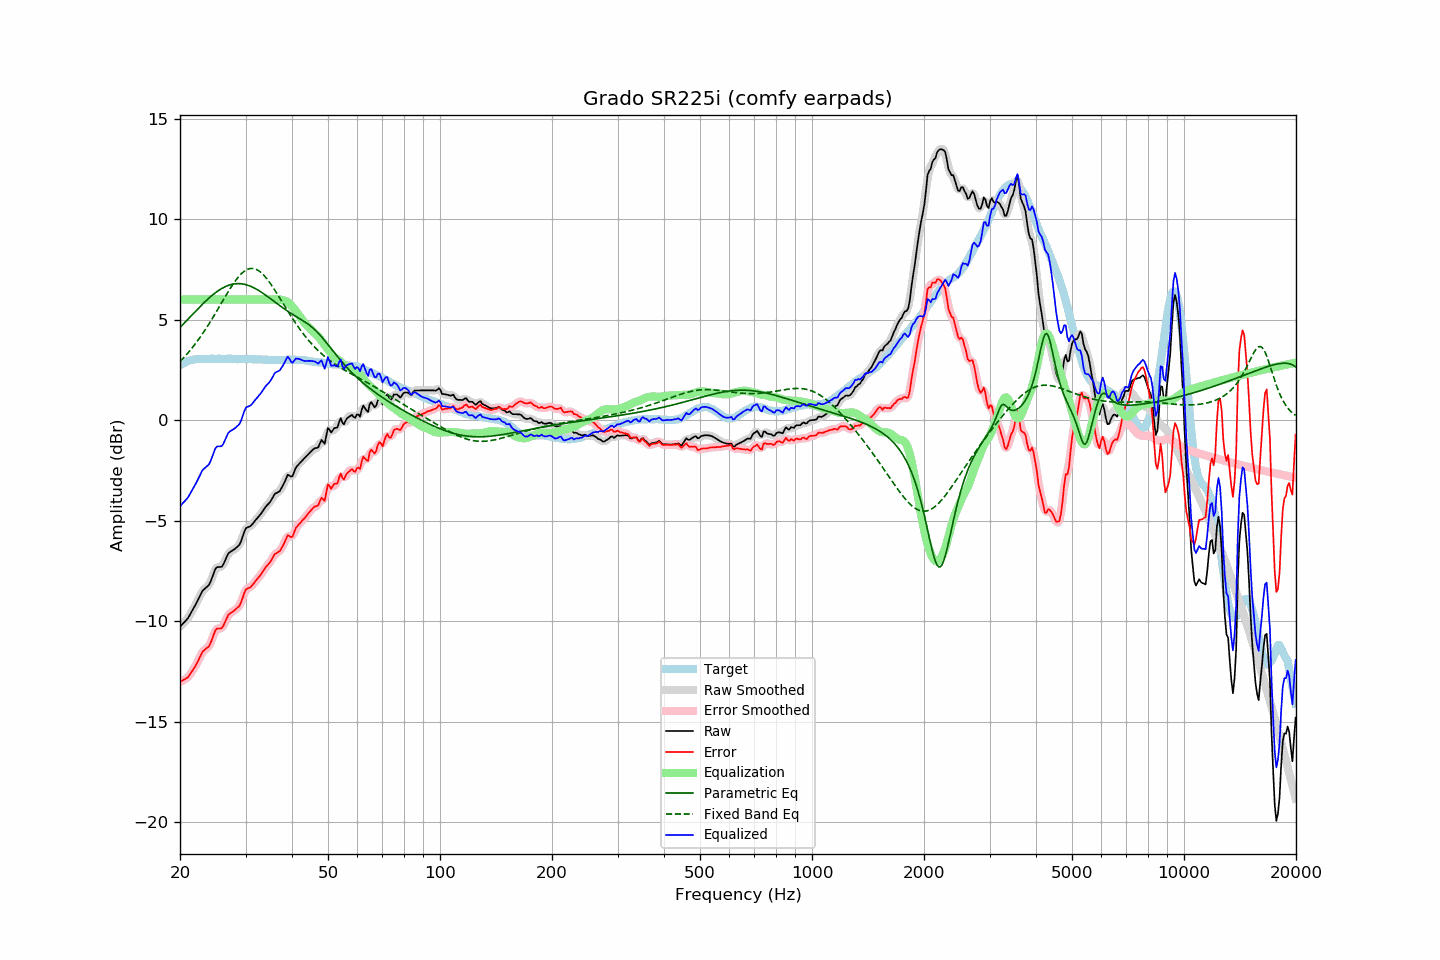 Grado SR225i (comfy earpads)
15
10
5
0
−5
−10
−15
−20
Amplitude (dBr)
Target
Raw Smoothed
Error Smoothed
Raw
Error
Equalization
Parametric Eq
Fixed Band Eq
Equalized
20 50 100 200 500 1000 2000 5000 10000 20000
Frequency (Hz)